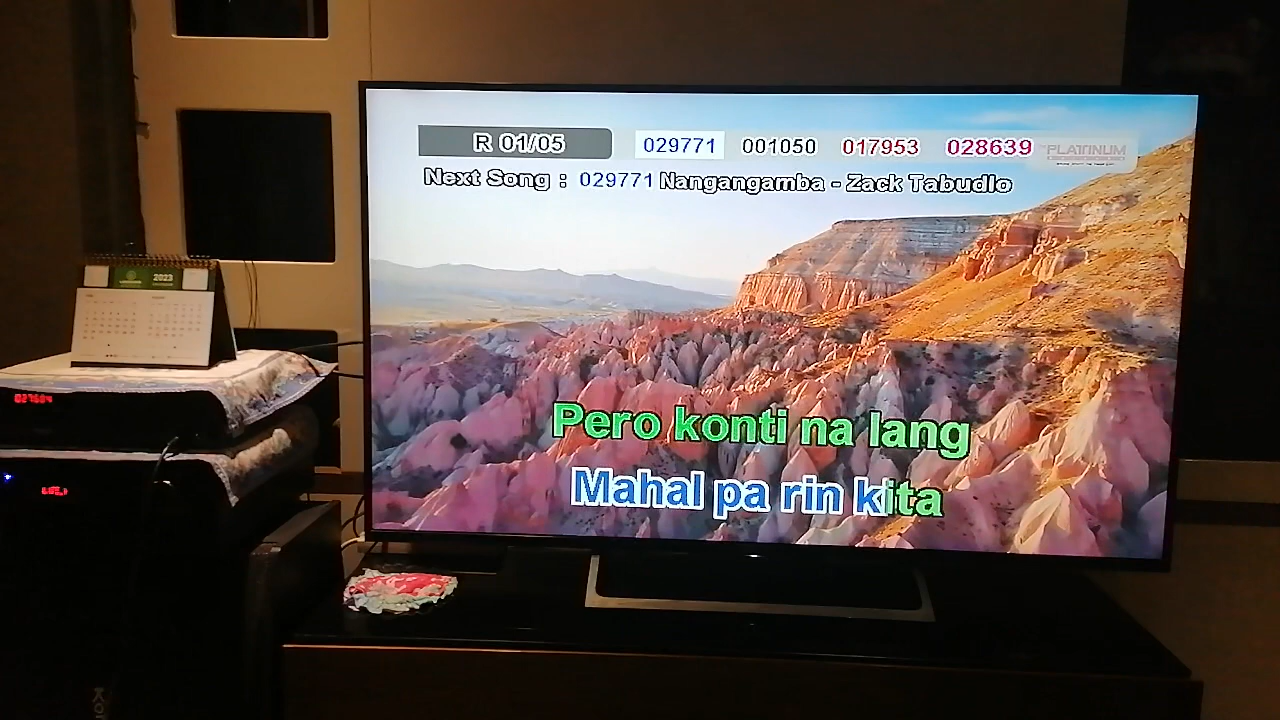 R 01/05 029771 001050 017953 028639 PLATINUM
Next Song : 029771 Nangangamba - Zack Tabudlo
Pero konti na lang
Mahal pa rin kita
2023